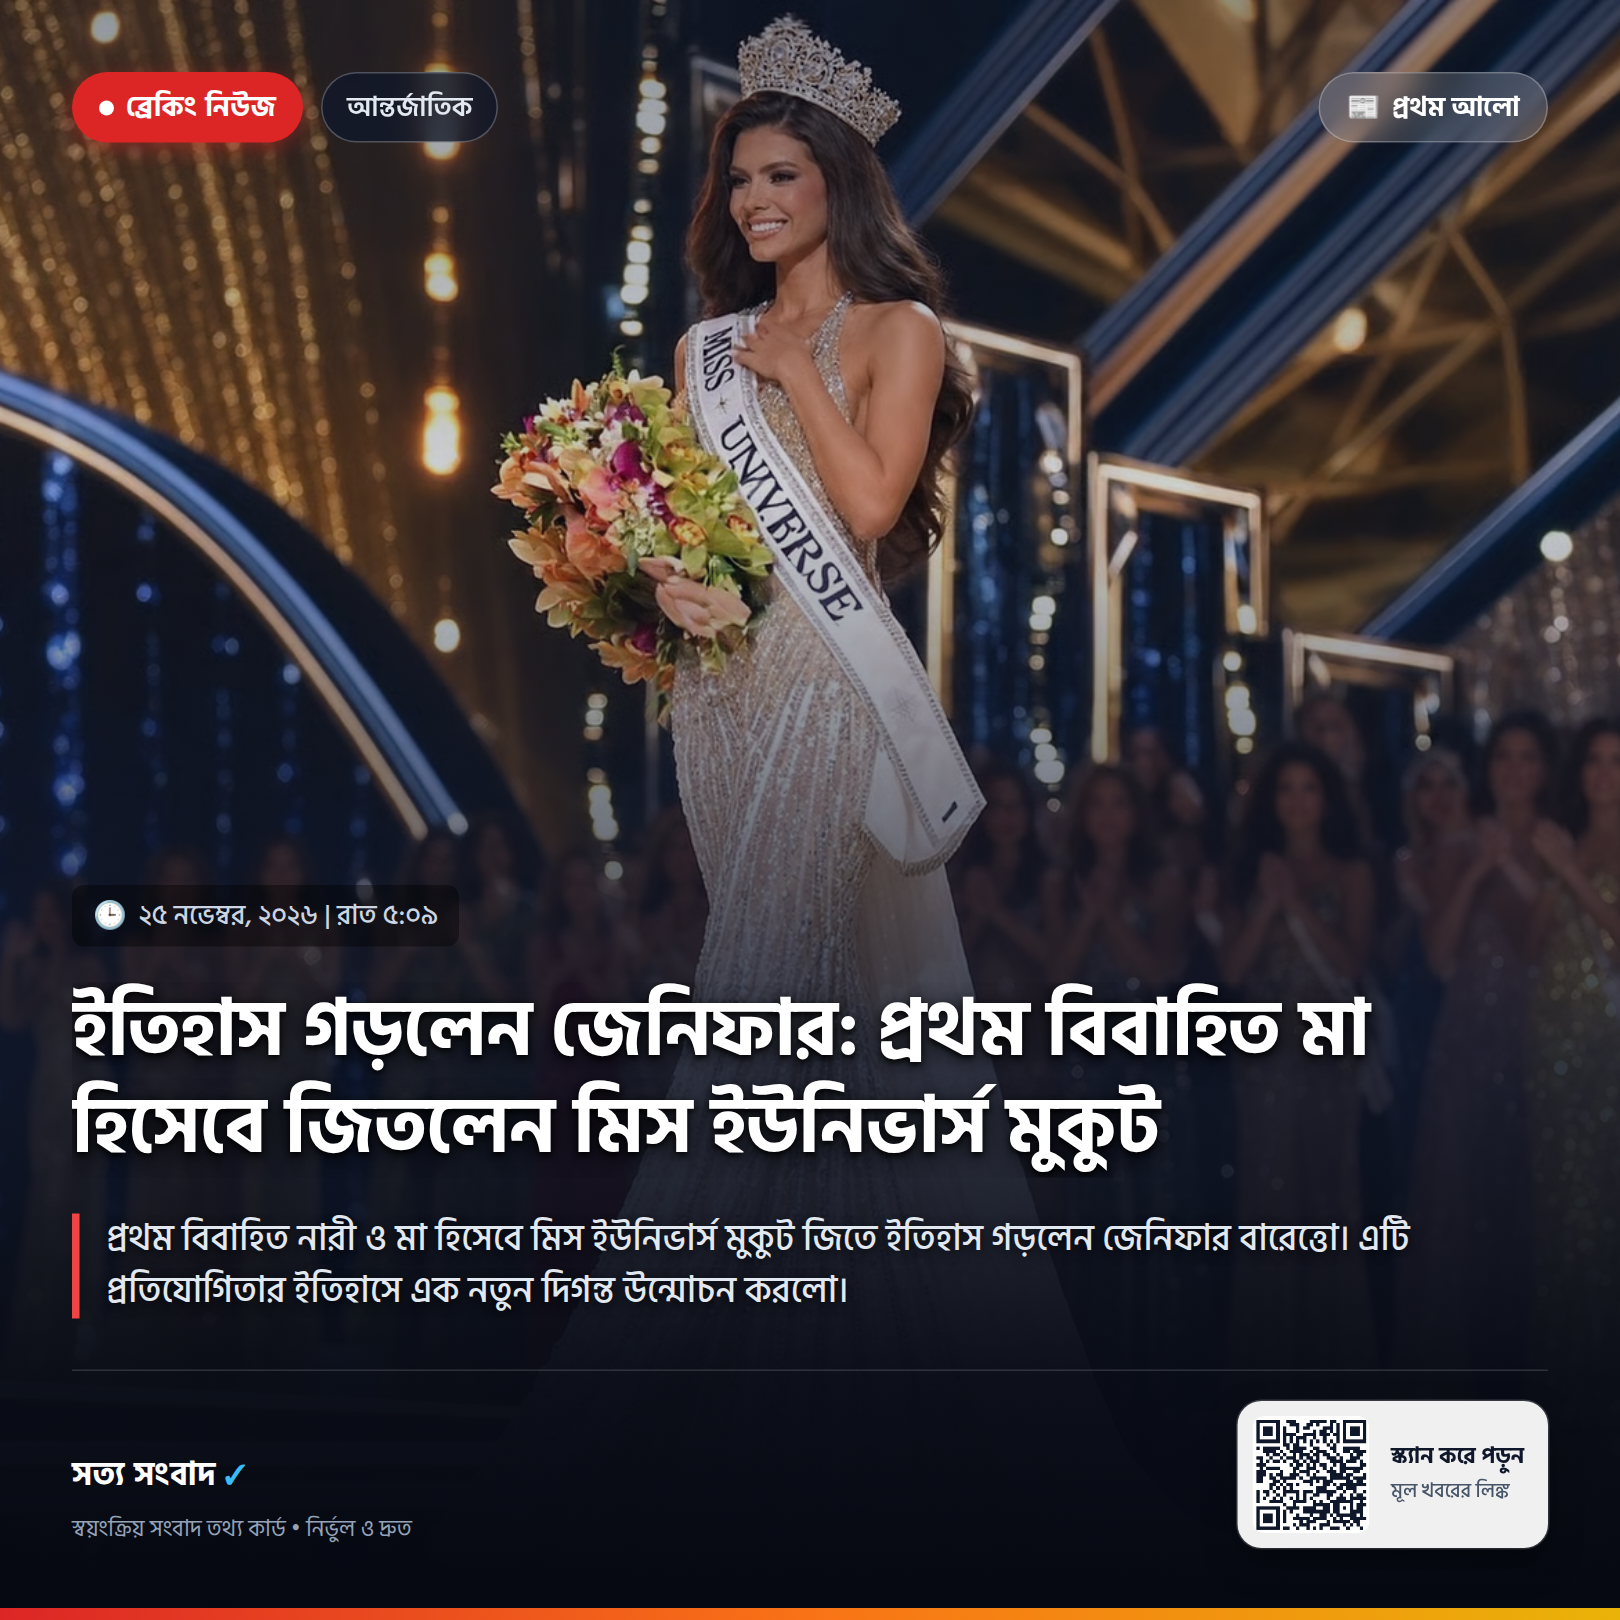 ব্রেকিং নিউজ
আন্তর্জাতিক
প্রথম আলো
MISS UNIVERSE
২৫ নভেম্বর, ২০২৬ | রাত ৫:০৯
ইতিহাস গড়লেন জেনিফার: প্রথম বিবাহিত মা
হিসেবে জিতলেন মিস ইউনিভার্স মুকুট
প্রথম বিবাহিত নারী ও মা হিসেবে মিস ইউনিভার্স মুকুট জিতে ইতিহাস গড়লেন জেনিফার বারেত্তো। এটি
প্রতিযোগিতার ইতিহাসে এক নতুন দিগন্ত উন্মোচন করলো।
সত্য সংবাদ ✓
স্বয়ংক্রিয় সংবাদ তথ্য কার্ড • নির্ভুল ও দ্রুত
স্ক্যান করে পড়ুন
মূল খবরের লিঙ্ক